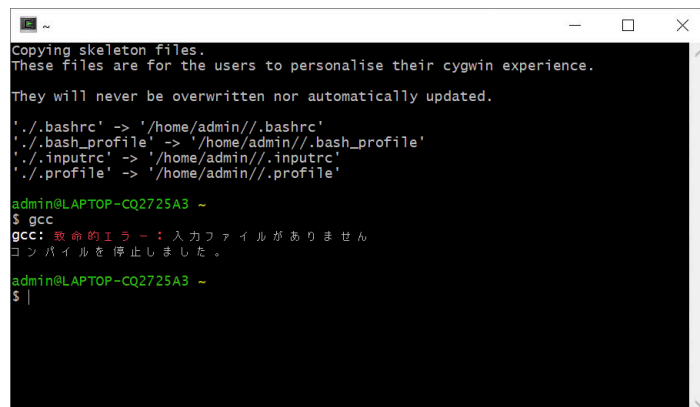 ~
Copying skeleton files.
These files are for the users to personalise their cygwin experience.
They will never be overwritten nor automatically updated.
'./.bashrc' -> '/home/admin//.bashrc'
'./.bash_profile' -> '/home/admin//.bash_profile'
'./.inputrc' -> '/home/admin//.inputrc'
'./.profile' -> '/home/admin//.profile'
admin@LAPTOP-CQ2725A3 ~
$ gcc
gcc: 致命的エラー: 入力ファイルがありません
コンパイルを停止しました。
admin@LAPTOP-CQ2725A3 ~
$